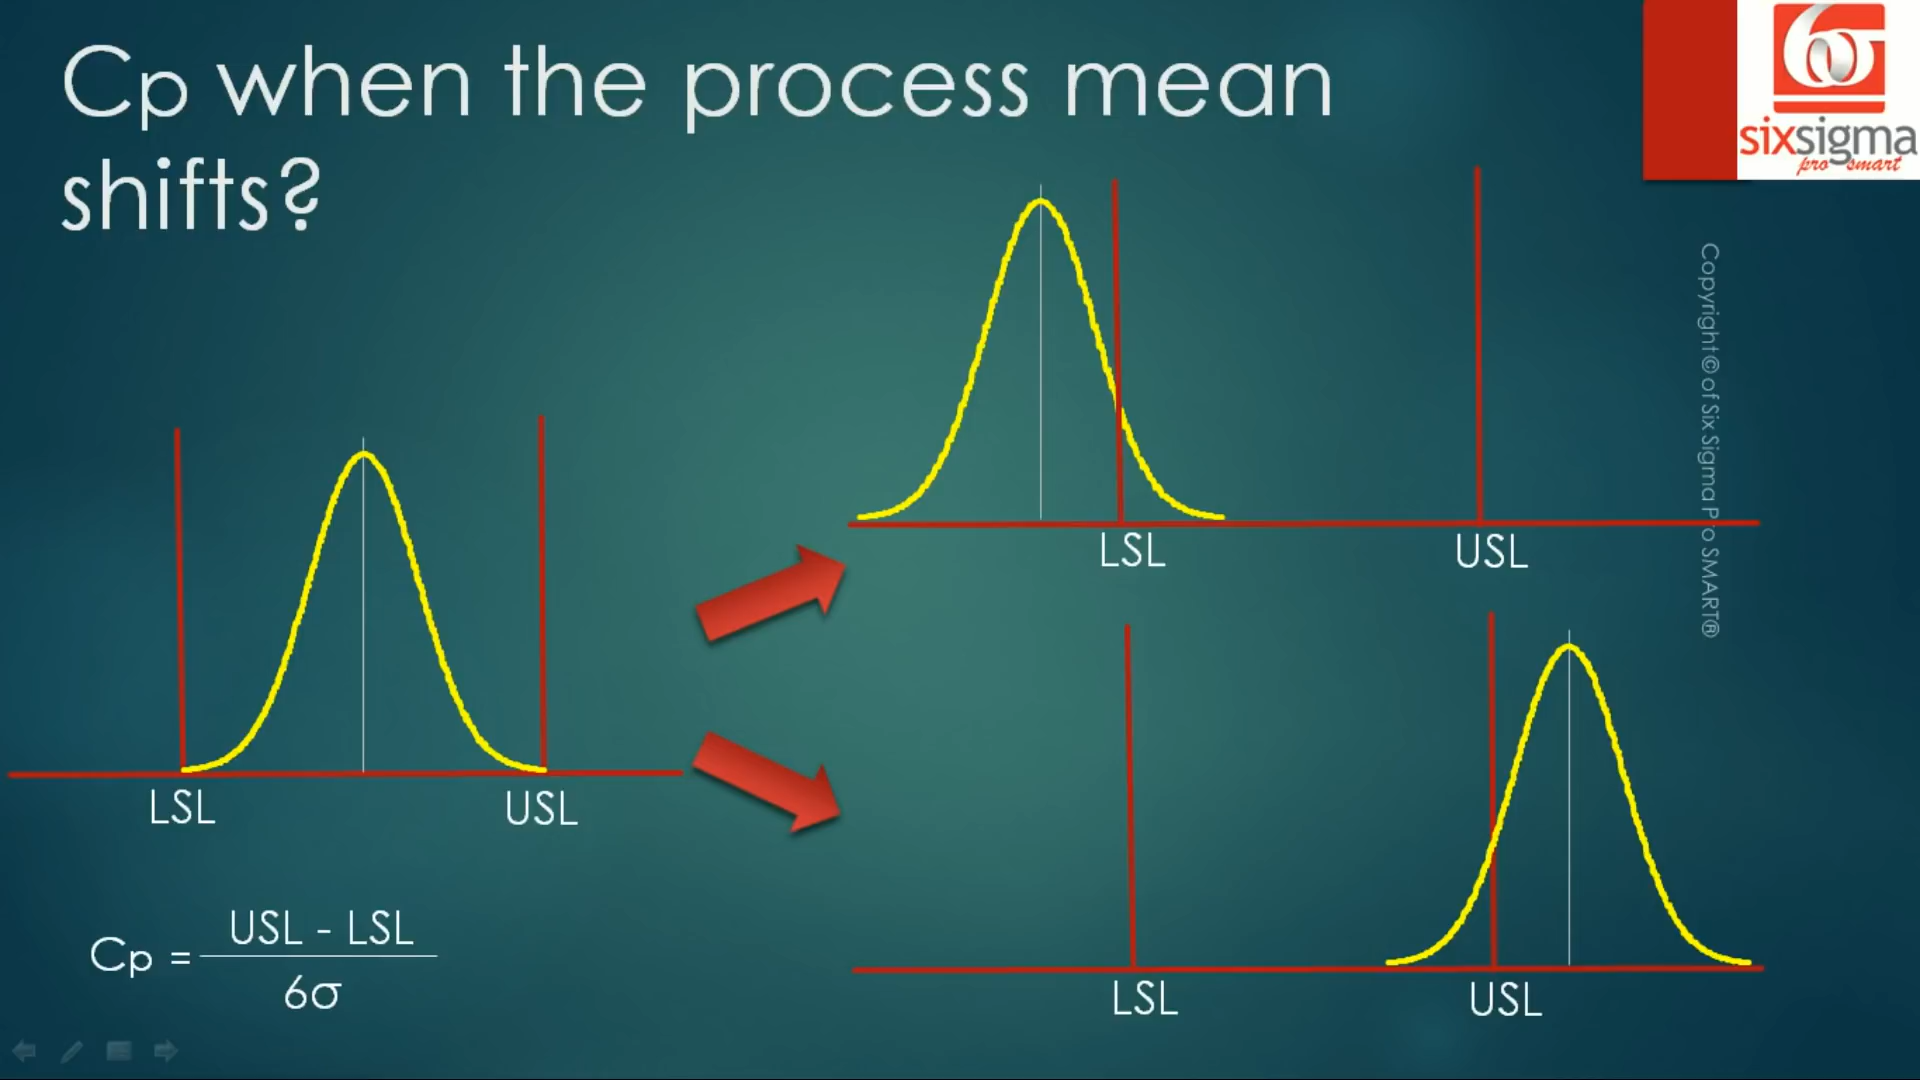 Cp when the process mean
shifts?
6σ
sixsigma
pro smart
Copyright© of Six Sigma Pro SMART®
LSL USL
LSL USL
LSL USL
Cp = USL - LSL
6σ